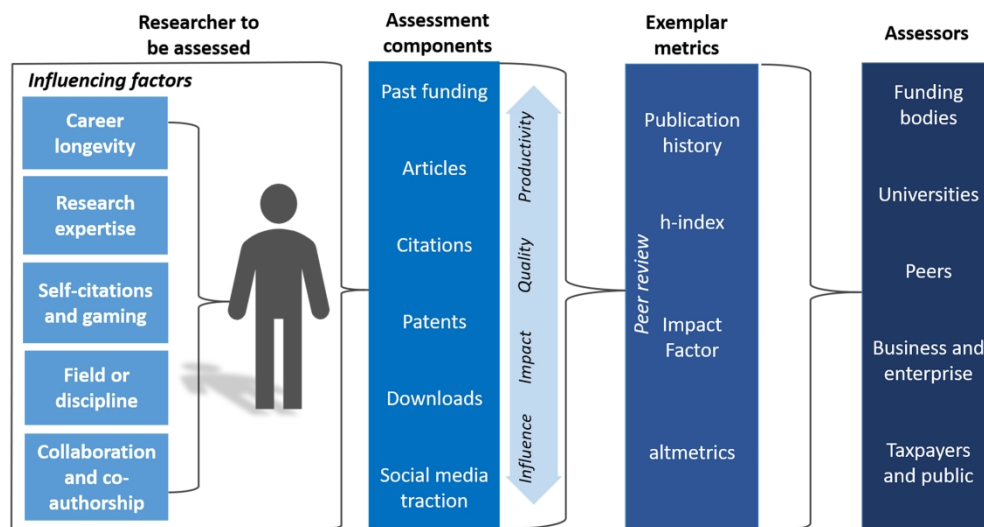 Researcher to
be assessed
Influencing factors
Career
longevity
Research
expertise
Self-citations
and gaming
Field or
discipline
Collaboration
and co-
authorship
Assessment
components
Past funding
Articles
Citations
Patents
Downloads
Social media
traction
Productivity
Quality
Impact
Influence
Exemplar
metrics
Peer review
Publication
history
h-index
Impact
Factor
altmetrics
Assessors
Funding
bodies
Universities
Peers
Business and
enterprise
Taxpayers
and public